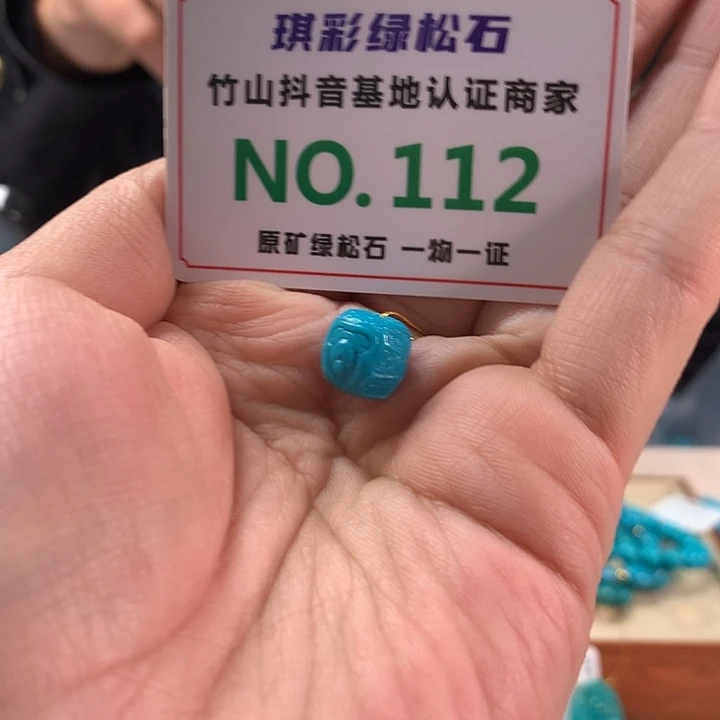 琪彩绿松石
竹山抖音基地认证商家
NO.112
原矿绿松石 一物一证